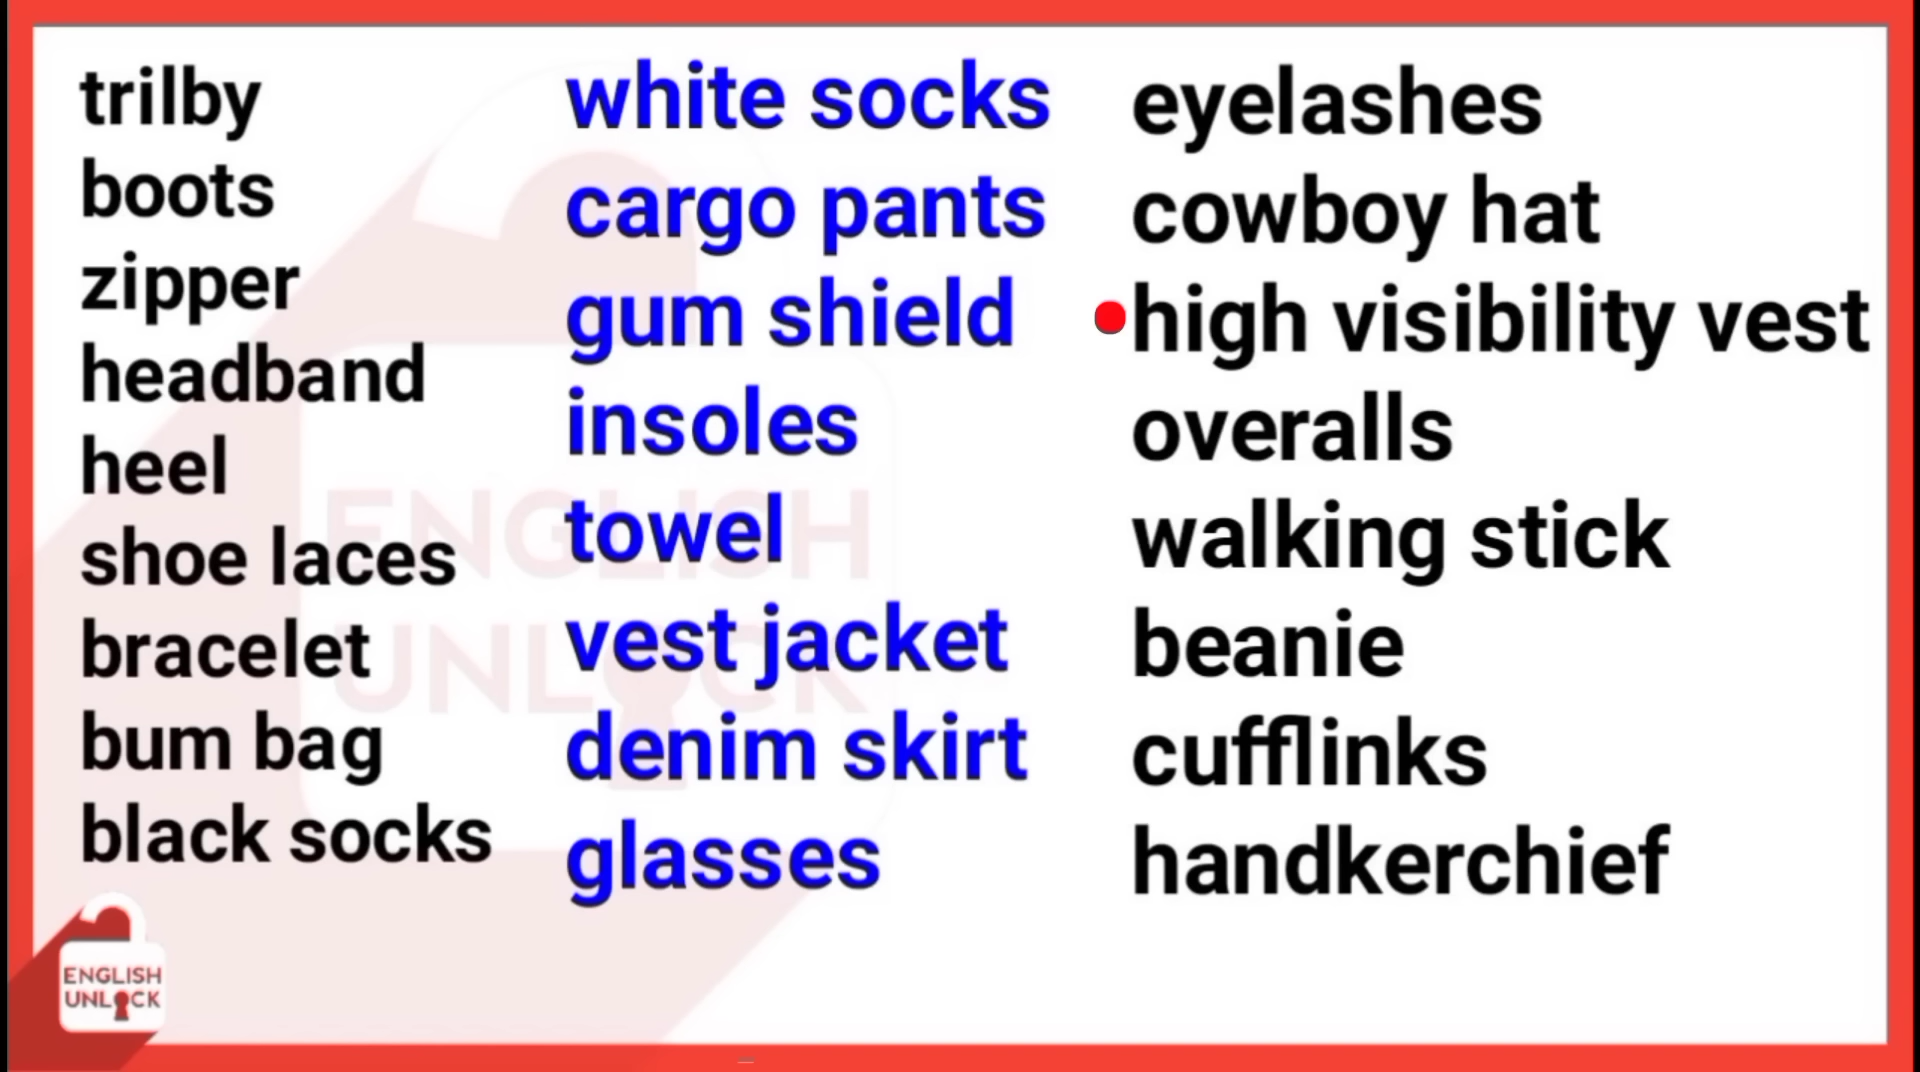 trilby
boots
zipper
headband
heel
shoe laces
bracelet
bum bag
black socks
white socks
cargo pants
gum shield
insoles
towel
vest jacket
denim skirt
glasses
eyelashes
cowboy hat
high visibility vest
overalls
walking stick
beanie
cufflinks
handkerchief
ENGLISH
UNLOCK
ENGLISH
UNLOCK